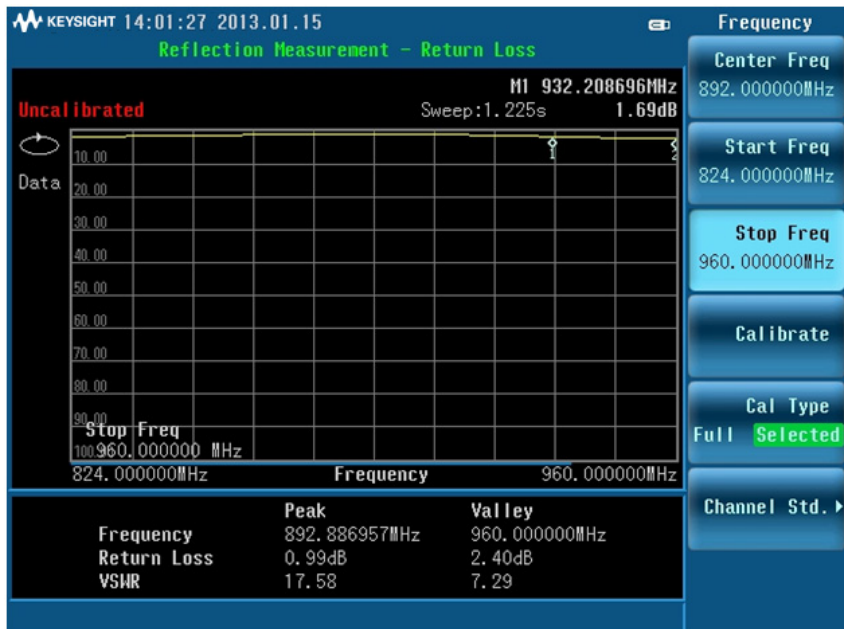 KEYSIGHT 14:01:27 2013.01.15
Reflection Measurement - Return Loss
M1 932.208696MHz
Uncalibrated Sweep:1.225s 1.69dB
Data
10.00
20.00
30.00
40.00
50.00
60.00
70.00
80.00
90.00
100.00
1
2
Stop Freq
960.000000 MHz
824.000000MHz Frequency 960.000000MHz
Peak Valley
Frequency 892.886957MHz 960.000000MHz
Return Loss 0.99dB 2.40dB
VSWR 17.58 7.29
Frequency
Center Freq
892.000000MHz
Start Freq
824.000000MHz
Stop Freq
960.000000MHz
Calibrate
Cal Type
Full Selected
Channel Std.